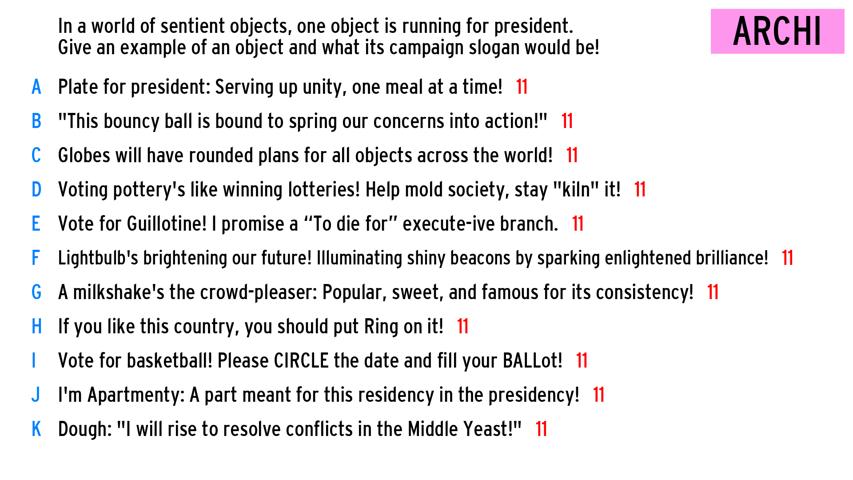 In a world of sentient objects, one object is running for president.
Give an example of an object and what its campaign slogan would be!
ARCHI
A Plate for president: Serving up unity, one meal at a time! 11
B "This bouncy ball is bound to spring our concerns into action!" 11
C Globes will have rounded plans for all objects across the world! 11
D Voting pottery's like winning lotteries! Help mold society, stay "kiln" it! 11
E Vote for Guillotine! I promise a “To die for” execute-ive branch. 11
F Lightbulb's brightening our future! Illuminating shiny beacons by sparking enlightened brilliance! 11
G A milkshake's the crowd-pleaser: Popular, sweet, and famous for its consistency! 11
H If you like this country, you should put Ring on it! 11
I Vote for basketball! Please CIRCLE the date and fill your BALLot! 11
J I'm Apartmenty: A part meant for this residency in the presidency! 11
K Dough: "I will rise to resolve conflicts in the Middle Yeast!" 11